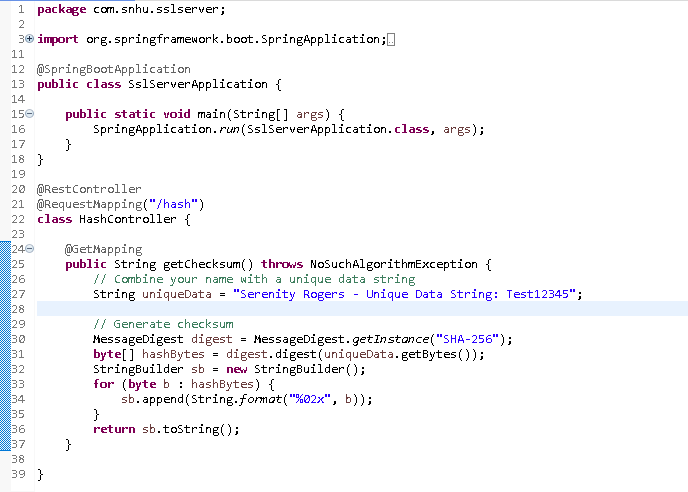 1 package com.snhu.sslserver;
2
3 import org.springframework.boot.SpringApplication;
11
12 @SpringBootApplication
13 public class SslServerApplication {
14
15 public static void main(String[] args) {
16 SpringApplication.run(SslServerApplication.class, args);
17 }
18 }
19
20 @RestController
21 @RequestMapping("/hash")
22 class HashController {
23
24 @GetMapping
25 public String getChecksum() throws NoSuchAlgorithmException {
26 // Combine your name with a unique data string
27 String uniqueData = "Serenity Rogers - Unique Data String: Test12345";
28
29 // Generate checksum
30 MessageDigest digest = MessageDigest.getInstance("SHA-256");
31 byte[] hashBytes = digest.digest(uniqueData.getBytes());
32 StringBuilder sb = new StringBuilder();
33 for (byte b : hashBytes) {
34 sb.append(String.format("%02x", b));
35 }
36 return sb.toString();
37 }
38
39 }